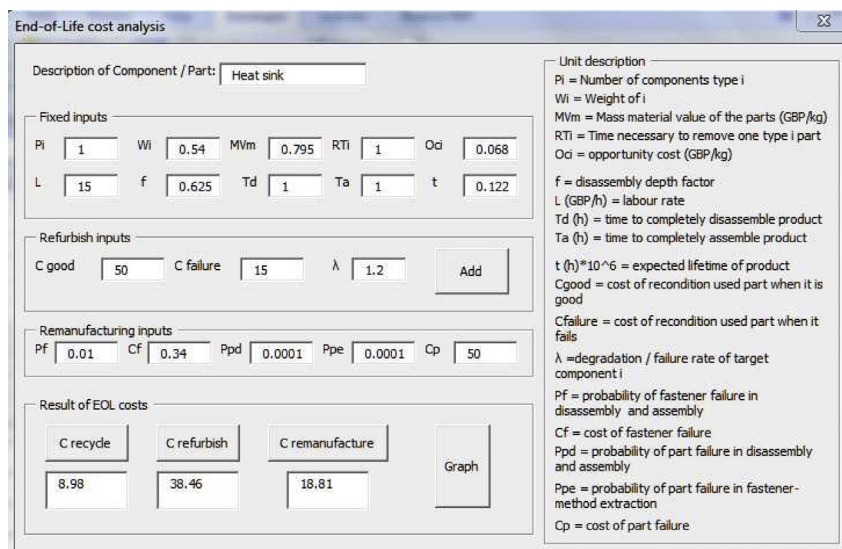 End-of-Life cost analysis
Description of Component / Part: Heat sink
Fixed inputs
Pi 1 Wi 0.54 MVm 0.795 RTi 1 Oci 0.068
L 15 f 0.625 Td 1 Ta 1 t 0.122
Refurbish inputs
C good 50 C failure 15 λ 1.2 Add
Remanufacturing inputs
Pf 0.01 Cf 0.34 Ppd 0.0001 Ppe 0.0001 Cp 50
Result of EOL costs
C recycle C refurbish C remanufacture Graph
8.98 38.46 18.81
Unit description
Pi = Number of components type i
Wi = Weight of i
MVm = Mass material value of the parts (GBP/kg)
RTi = Time necessary to remove one type i part
Oci = opportunity cost (GBP/kg)
f = disassembly depth factor
L (GBP/h) = labour rate
Td (h) = time to completely disassemble product
Ta (h) = time to completely assemble product
t (h)*10^6 = expected lifetime of product
Cgood = cost of recondition used part when it is
good
Cfailure = cost of recondition used part when it
fails
λ =degradation / failure rate of target
component i
Pf = probability of fastener failure in
disassembly and assembly
Cf = cost of fastener failure
Ppd = probability of part failure in disassembly
and assembly
Ppe = probability of part failure in fastener-
method extraction
Cp = cost of part failure